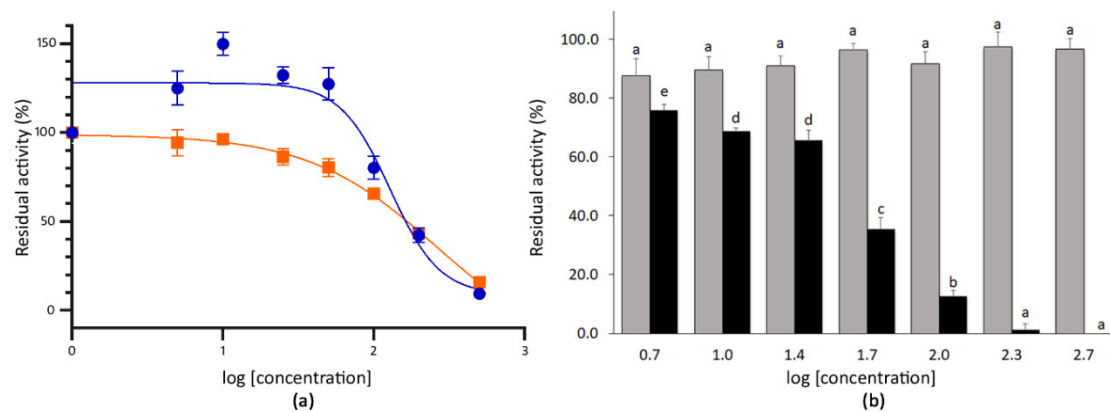 Residual activity (%)
150
100
50
0
0 1 2 3
log [concentration]
(a)
Residual activity (%)
100.0
80.0
60.0
40.0
20.0
0.0
a a a a a a a
e d d c b a
0.7 1.0 1.4 1.7 2.0 2.3 2.7
log [concentration]
(b)